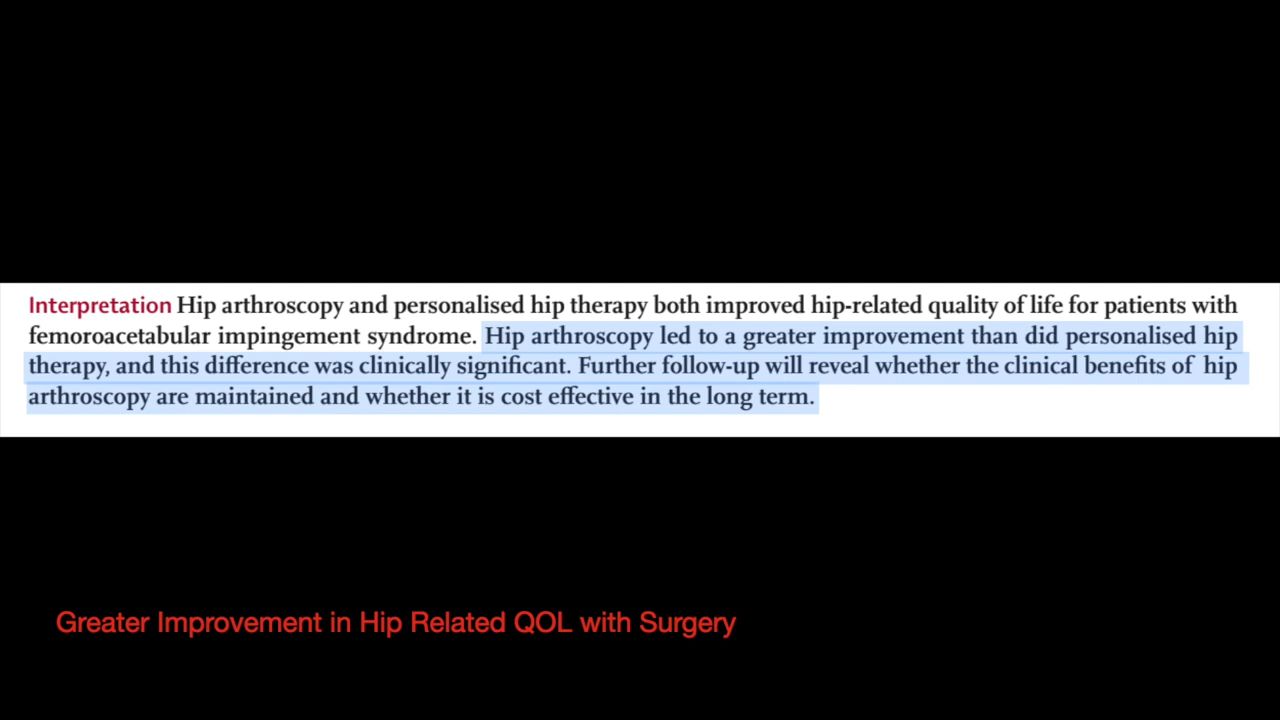 Interpretation Hip arthroscopy and personalised hip therapy both improved hip-related quality of life for patients with
femoroacetabular impingement syndrome. Hip arthroscopy led to a greater improvement than did personalised hip
therapy, and this difference was clinically significant. Further follow-up will reveal whether the clinical benefits of hip
arthroscopy are maintained and whether it is cost effective in the long term.
Greater Improvement in Hip Related QOL with Surgery